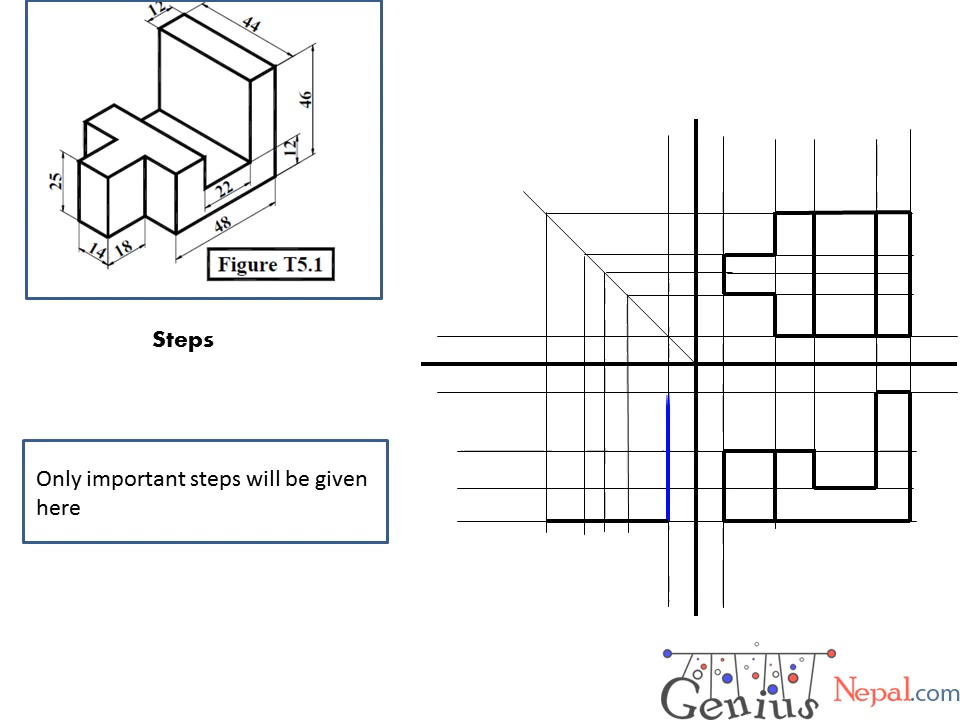 12
44
46
12
25
22
48
14
18
Figure T5.1
Steps
Only important steps will be given
here
Genius Nepal.com